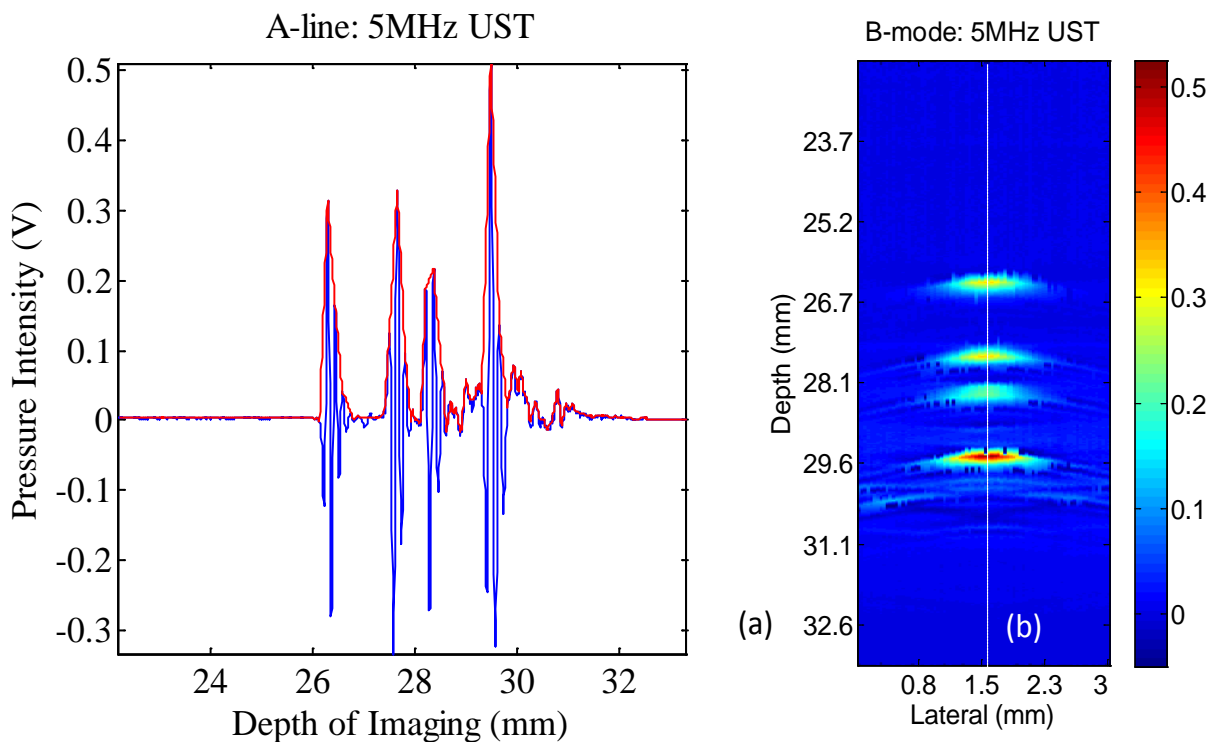 A-line: 5MHz UST
0.5
0.4
0.3
0.2
0.1
0
-0.1
-0.2
-0.3
Pressure Intensity (V)
24 26 28 30 32
Depth of Imaging (mm)
(a)
B-mode: 5MHz UST
23.7
25.2
26.7
28.1
29.6
31.1
32.6
Depth (mm)
(b)
0.8 1.5 2.3 3
Lateral (mm)
0.5
0.4
0.3
0.2
0.1
0